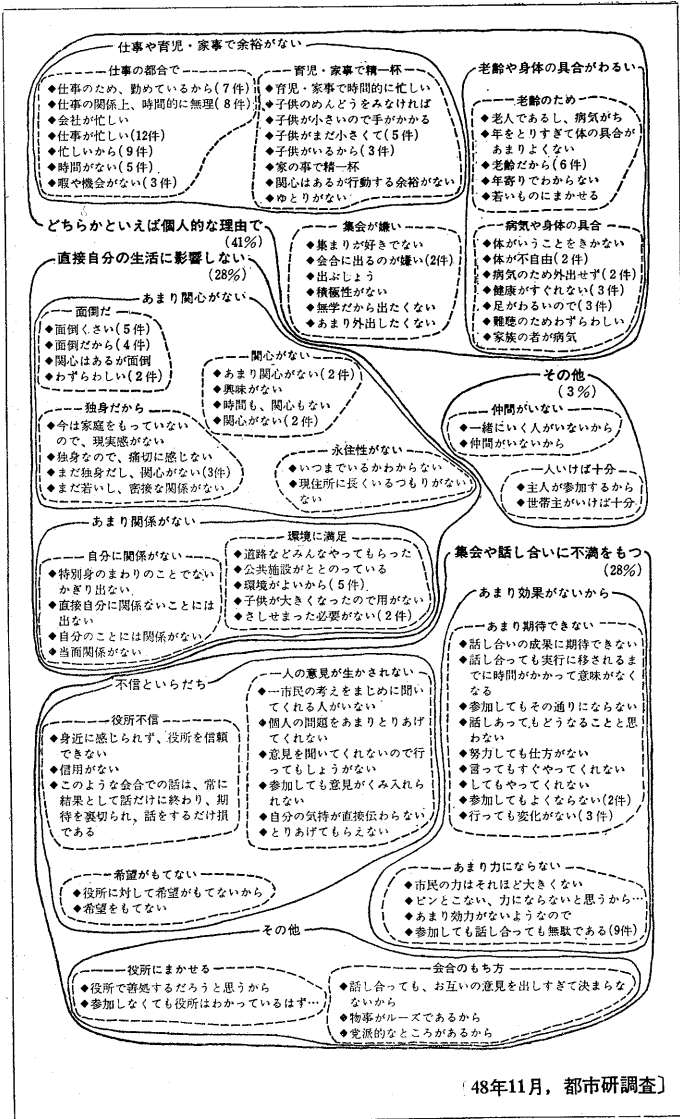 仕事や育児・家事で余裕がない
仕事の都合で
◆仕事のため、勤めているから(7件)
◆仕事の関係上、時間的に無理(8件)
◆会社が忙しい
◆仕事が忙しい(12件)
◆忙しいから(9件)
◆時間がない(5件)
◆暇や機会がない(3件)
育児・家事で精一杯
◆育児・家事で時間的に忙しい
◆子供のめんどうをみなければ
◆子供が小さいので手がかかる
◆子供がまだ小さくて(5件)
◆子供がいるから(3件)
◆家の事で精一杯
◆関心はあるが行動する余裕がない
◆ゆとりがない
老齢や身体の具合がわるい
老齢のため
◆老人であるし、病気がち
◆年をとりすぎて体の具合が
あまりよくない
◆老齢だから(6件)
◆年寄りでわからない
◆若いものにまかせる
病気や身体の具合
◆体がいうことをきかない
◆体が不自由(2件)
◆病気のため外出せず(2件)
◆健康がすぐれない(3件)
◆足がわるいので(3件)
◆難聴のためわずらわしい
◆家族の者が病気
どちらかといえば個人的な理由で
(41%)
集会が嫌い
◆集まりが好きでない
◆会合に出るのが嫌い(2件)
◆出ぶしょう
◆積極性がない
◆無学だから出たくない
◆あまり外出したくない
直接自分の生活に影響しない
(28%)
あまり関心がない
面倒だ
◆面倒くさい(5件)
◆面倒だから(4件)
◆関心はあるが面倒
◆わずらわしい(2件)
関心がない
◆あまり関心がない(2件)
◆興味がない
◆時間も、関心もない
◆関心がない(2件)
独身だから
◆今は家庭をもっていない
ので、現実感がない
◆独身なので、痛切に感じない
◆まだ独身だし、関心がない(3件)
◆まだ若いし、密接な関係がない
永住性がない
◆いつまでいるかわからない
◆現住所に長くいるつもりがない
ない
その他
(3%)
仲間がいない
◆一緒にいく人がいないから
◆仲間がいないから
一人いけば十分
◆主人が参加するから
◆世帯主がいけば十分
あまり関係がない
自分に関係がない
◆特別身のまわりのことでない
かぎり出ない
◆直接自分に関係ないことには
出ない
◆自分のことには関係がない
◆当面関係がない
環境に満足
◆道路などみんなやってもらった
◆公共施設がととのっている
◆環境がよいから(5件)
◆子供が大きくなったので用がない
◆さしせまった必要がない(2件)
集会や話し合いに不満をもつ
(28%)
あまり効果がないから
あまり期待できない
◆話し合いの成果に期待できない
◆話し合っても実行に移されるま
でに時間がかかって意味がなく
なる
◆参加してもその通りにならない
◆話しあってもどうなることと思
わない
◆努力しても仕方がない
◆言ってもすぐやってくれない
◆してもやってくれない
◆参加してもよくならない(2件)
◆行っても変化がない(3件)
不信といらだち
役所不信
◆身近に感じられず、役所を信頼
できない
◆信用がない
◆このような会合での話は、常に
結果として話だけに終わり、期
待を裏切られ、話をするだけ損
である
人の意見が生かされない
◆一市民の考えをまじめに聞い
てくれる人がいない
◆個人の問題をあまりとりあげ
てくれない
◆意見を聞いてくれないので行
ってもしょうがない
◆参加しても意見がくみ入れら
れない
◆自分の気持が直接伝わらない
◆とりあげてもらえない
希望がもてない
◆役所に対して希望がもてないから
◆希望をもてない
あまり力にならない
◆市民の力はそれほど大きくない
◆ピンとこない、力にならないと思うから…
◆あまり効力がないようなので
◆参加しても話し合っても無駄である(9件)
その他
役所にまかせる
◆役所で善処するだろうと思うから
◆参加しなくても役所はわかっているはず…
会合のもち方
◆話し合っても、お互いの意見を出しすぎて決まらな
ないから
◆物事がルーズであるから
◆党派的なところがあるから
〔48年11月，都市研調査〕